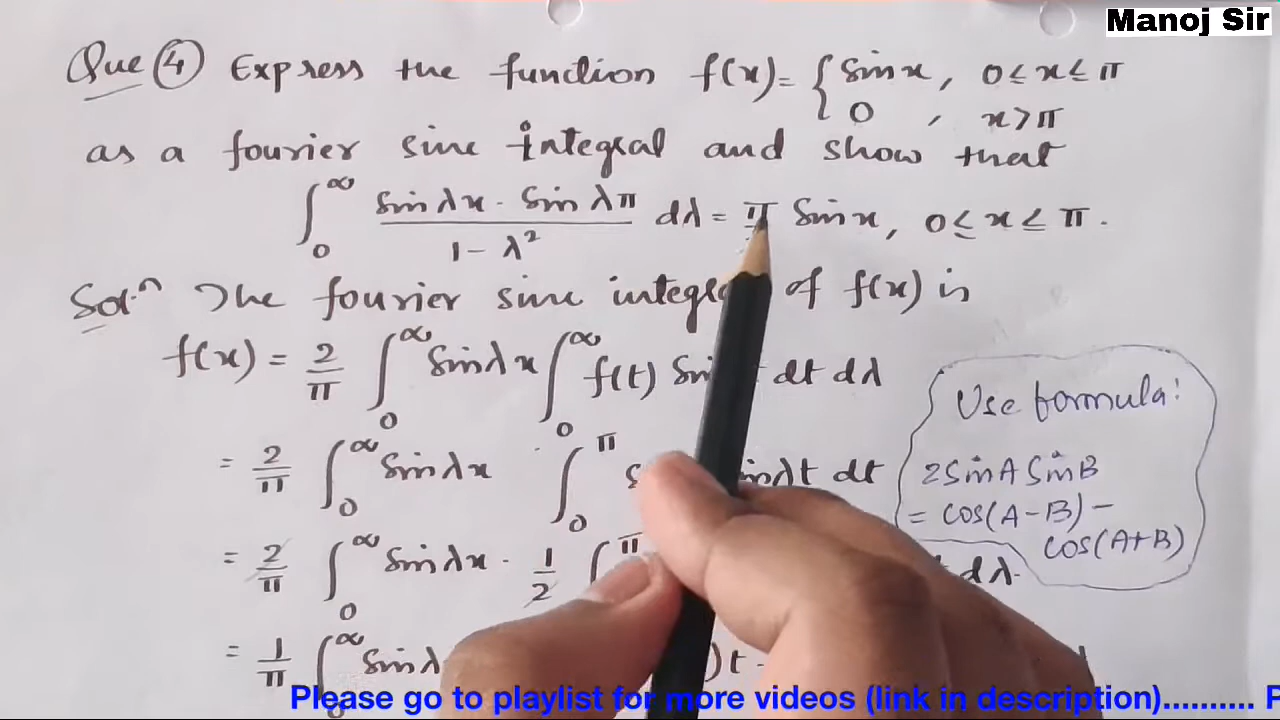 Manoj Sir
Que ④ Express the function f(x) = { sin x, 0 ≤ x ≤ π
0 , x > π
as a fourier sine integral and show that
∫₀^∞ (sin λx · sin λπ)/(1 − λ²) dλ = π sin x, 0 ≤ x ≤ π.
Solⁿ The fourier sine of f(x) is
f(x) = 2/π ∫₀^∞ sin λx ∫₀^∞ f(t) dt dλ
Use formula:
= 2/π ∫₀^∞ sin λx ∫₀^π sin λt dt
2 sin A sin B
= cos(A−B) −
cos(A+B)
= 2/π ∫₀^∞ sin λx · 1/2 ∫ π dλ.
= 1/π ∫₀^∞ sin λ )t -
Please go to playlist for more videos (link in description)..........